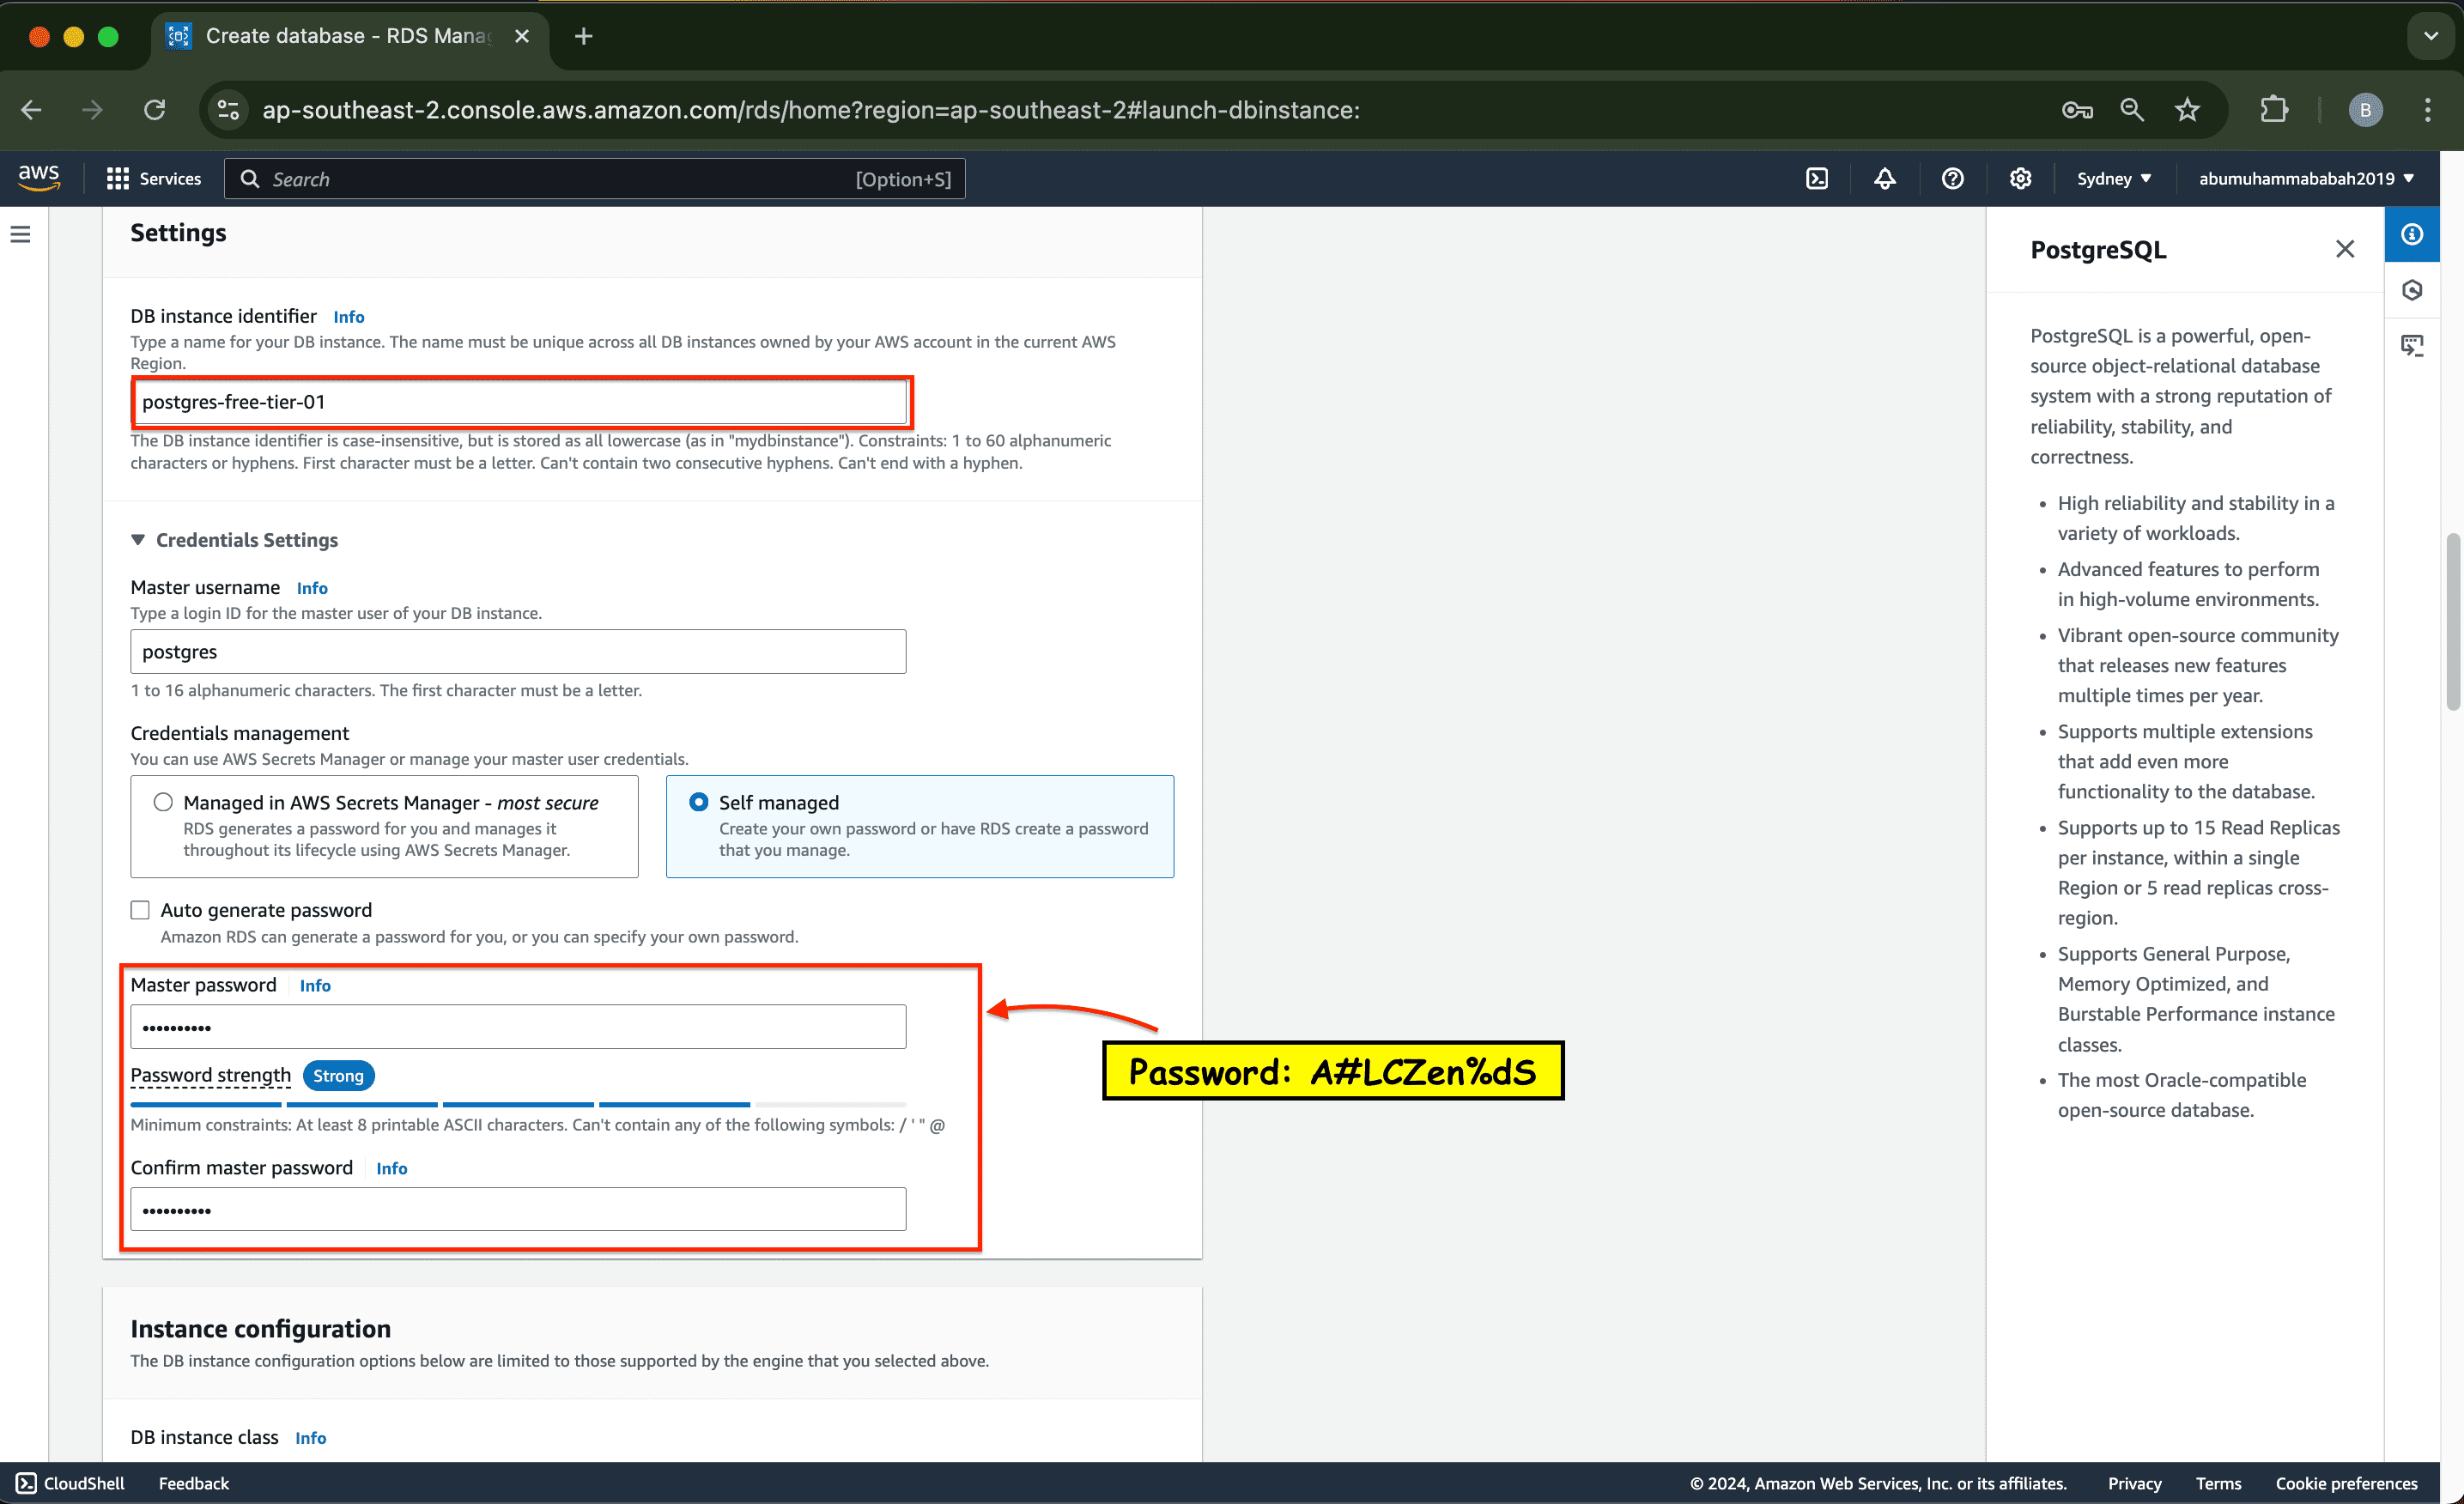 Create database - RDS Mana
ap-southeast-2.console.aws.amazon.com/rds/home?region=ap-southeast-2#launch-dbinstance:
B
aws
Services
Search
[Option+S]
Sydney
abumuhammababah2019
Settings
DB instance identifier Info
Type a name for your DB instance. The name must be unique across all DB instances owned by your AWS account in the current AWS
Region.
postgres-free-tier-01
The DB instance identifier is case-insensitive, but is stored as all lowercase (as in "mydbinstance"). Constraints: 1 to 60 alphanumeric
characters or hyphens. First character must be a letter. Can't contain two consecutive hyphens. Can't end with a hyphen.
Credentials Settings
Master username Info
Type a login ID for the master user of your DB instance.
postgres
1 to 16 alphanumeric characters. The first character must be a letter.
Credentials management
You can use AWS Secrets Manager or manage your master user credentials.
Managed in AWS Secrets Manager - most secure
RDS generates a password for you and manages it
throughout its lifecycle using AWS Secrets Manager.
Self managed
Create your own password or have RDS create a password
that you manage.
Auto generate password
Amazon RDS can generate a password for you, or you can specify your own password.
Master password Info
••••••••••
Password strength Strong
Minimum constraints: At least 8 printable ASCII characters. Can't contain any of the following symbols: / ' " @
Confirm master password Info
••••••••••
Password: A#LCZen%dS
Instance configuration
The DB instance configuration options below are limited to those supported by the engine that you selected above.
DB instance class Info
PostgreSQL
PostgreSQL is a powerful, open-
source object-relational database
system with a strong reputation of
reliability, stability, and
correctness.
• High reliability and stability in a
variety of workloads.
• Advanced features to perform
in high-volume environments.
• Vibrant open-source community
that releases new features
multiple times per year.
• Supports multiple extensions
that add even more
functionality to the database.
• Supports up to 15 Read Replicas
per instance, within a single
Region or 5 read replicas cross-
region.
• Supports General Purpose,
Memory Optimized, and
Burstable Performance instance
classes.
• The most Oracle-compatible
open-source database.
CloudShell
Feedback
© 2024, Amazon Web Services, Inc. or its affiliates.
Privacy
Terms
Cookie preferences